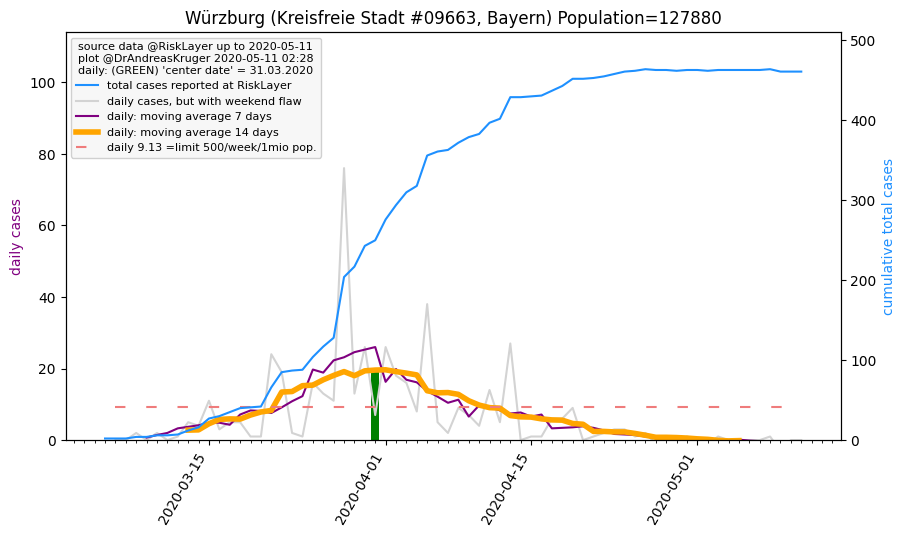 Würzburg (Kreisfreie Stadt #09663, Bayern) Population=127880
source data @RiskLayer up to 2020-05-11
plot @DrAndreasKruger 2020-05-11 02:28
daily: (GREEN) 'center date' = 31.03.2020
total cases reported at RiskLayer
daily cases, but with weekend flaw
daily: moving average 7 days
daily: moving average 14 days
daily 9.13 =limit 500/week/1mio pop.
daily cases
100
80
60
40
20
0
500
400
300
200
100
0
cumulative total cases
2020-03-15
2020-04-01
2020-04-15
2020-05-01